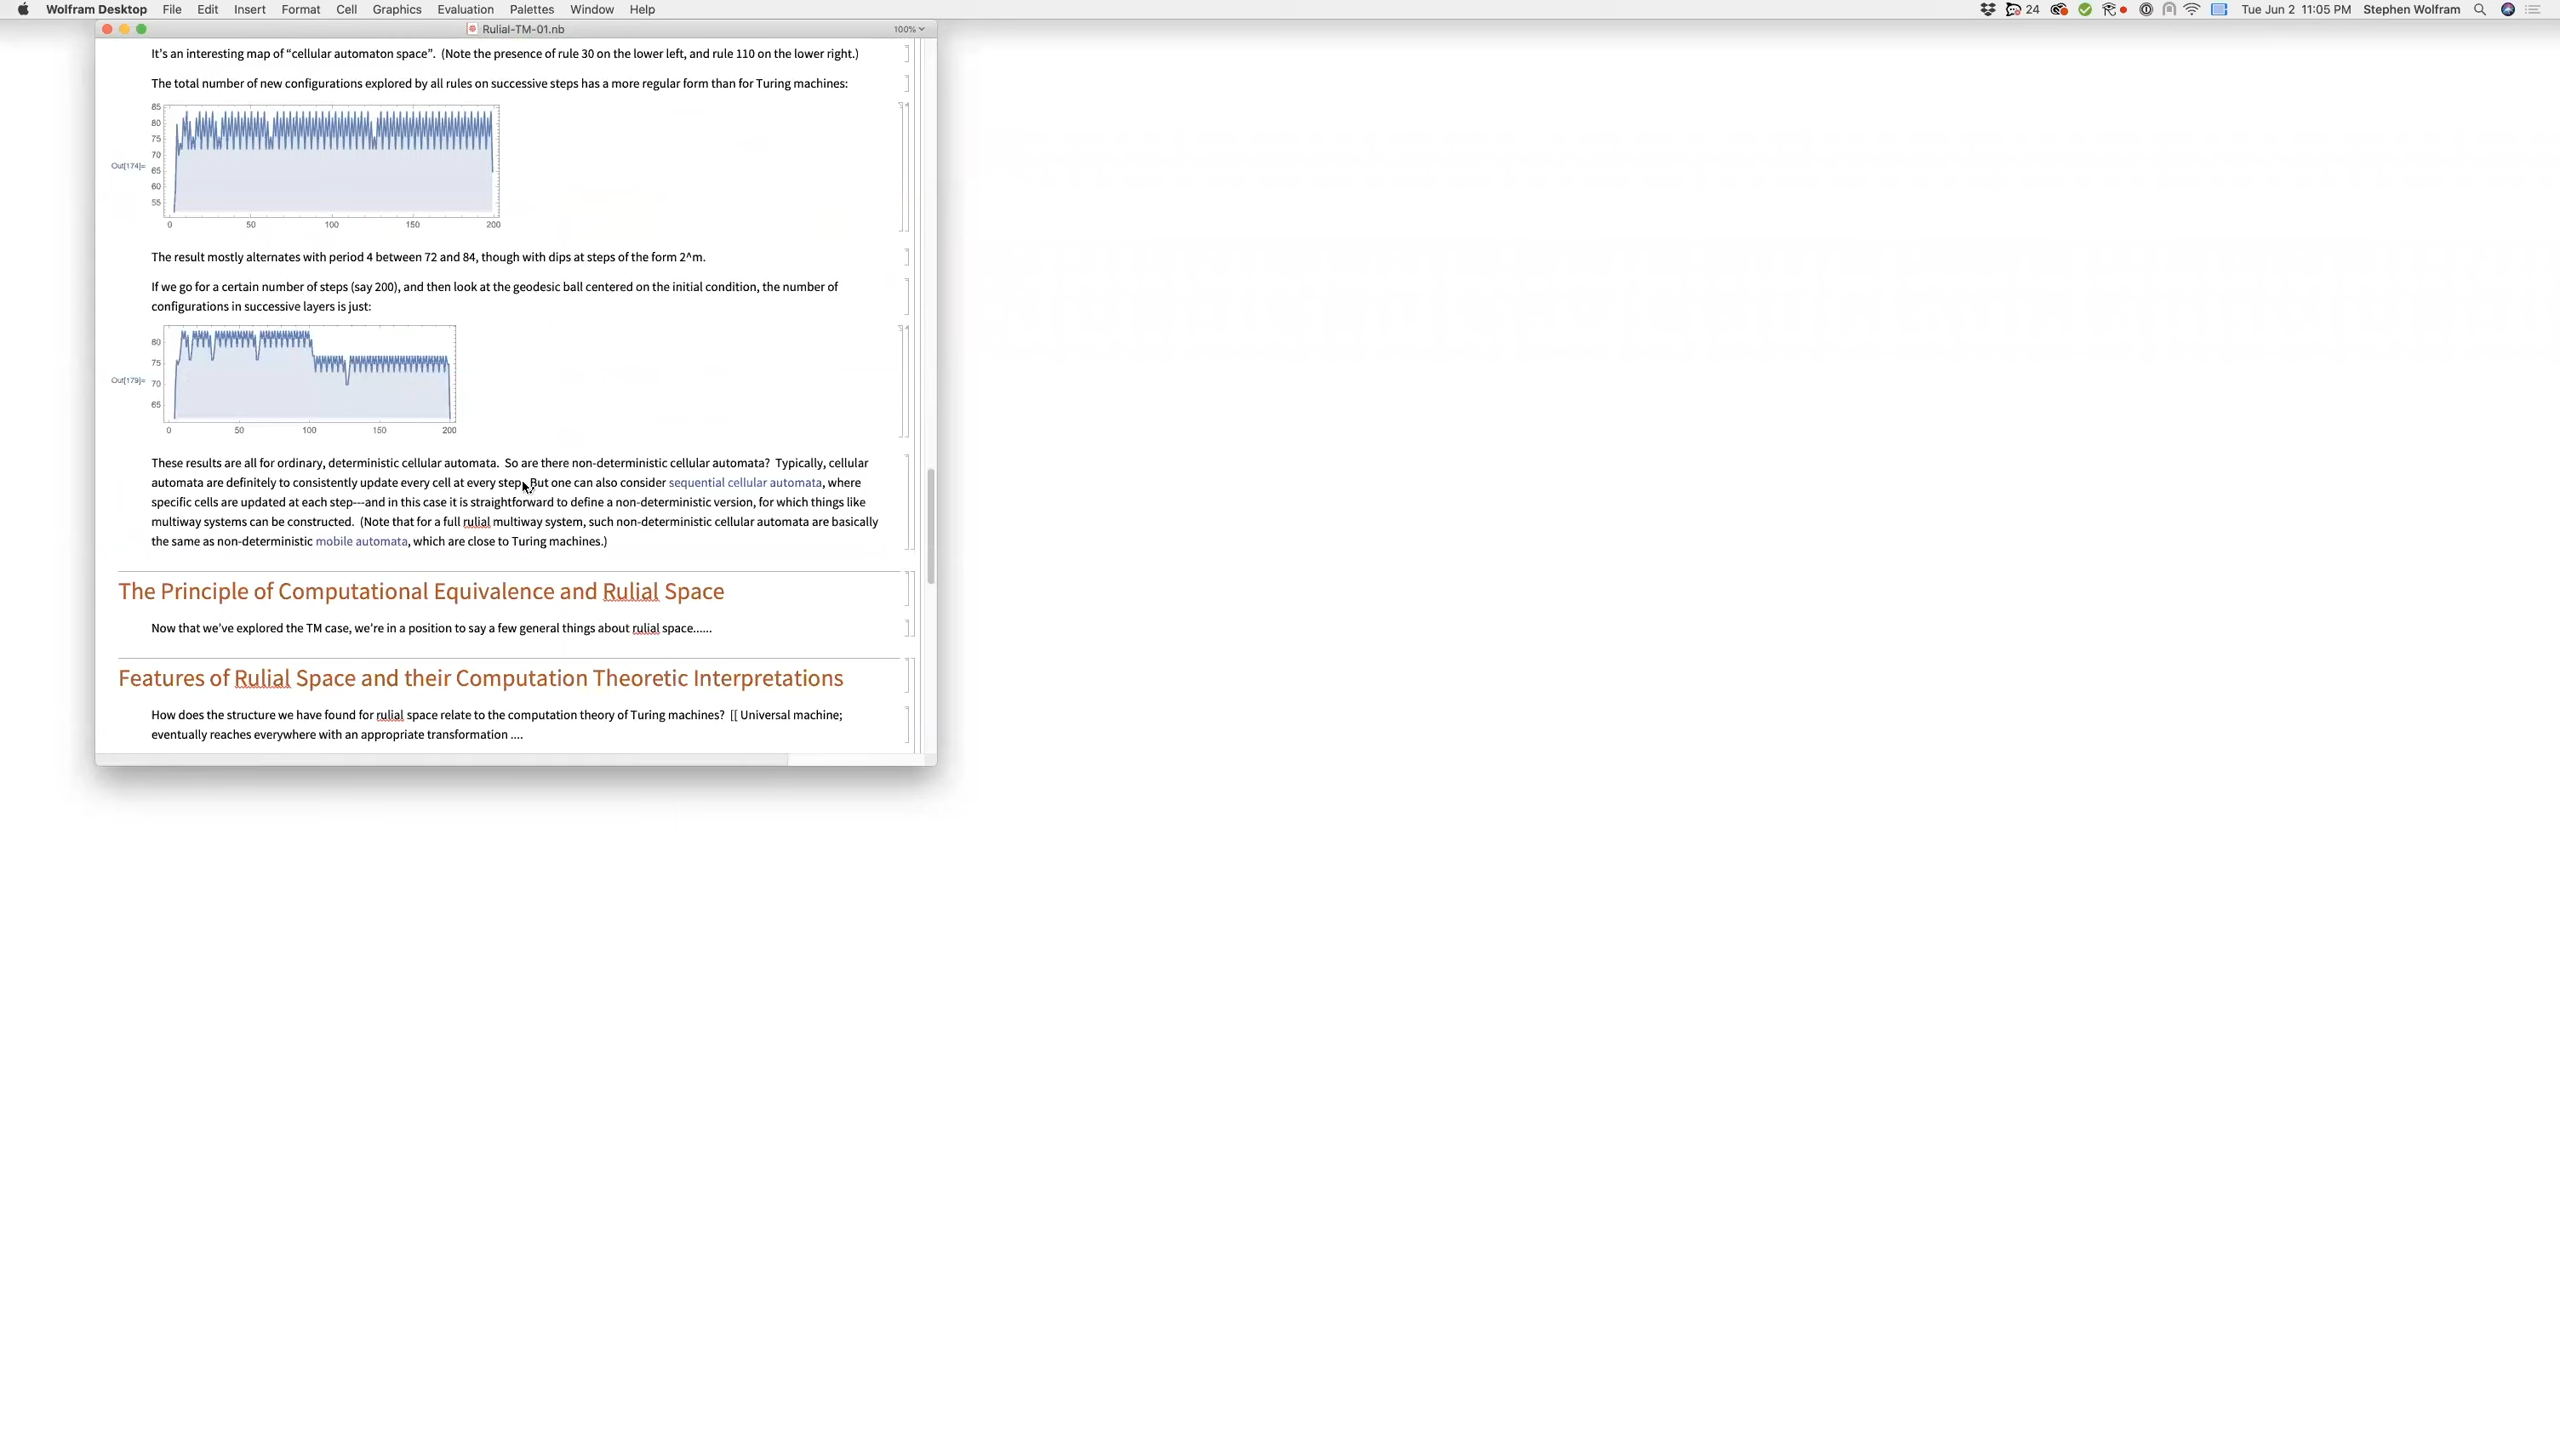 Wolfram Desktop File Edit Insert Format Cell Graphics Evaluation Palettes Window Help 24 Tue Jun 2 11:05 PM Stephen Wolfram
Rulial-TM-01.nb 100%
It's an interesting map of “cellular automaton space”. (Note the presence of rule 30 on the lower left, and rule 110 on the lower right.)
The total number of new configurations explored by all rules on successive steps has a more regular form than for Turing machines:
85
80
75
70
Out[174]= 65
60
55
0 50 100 150 200
The result mostly alternates with period 4 between 72 and 84, though with dips at steps of the form 2^m.
If we go for a certain number of steps (say 200), and then look at the geodesic ball centered on the initial condition, the number of
configurations in successive layers is just:
80
75
Out[179]= 70
65
0 50 100 150 200
These results are all for ordinary, deterministic cellular automata. So are there non-deterministic cellular automata? Typically, cellular
automata are definitely to consistently update every cell at every step. But one can also consider sequential cellular automata, where
specific cells are updated at each step---and in this case it is straightforward to define a non-deterministic version, for which things like
multiway systems can be constructed. (Note that for a full rulial multiway system, such non-deterministic cellular automata are basically
the same as non-deterministic mobile automata, which are close to Turing machines.)
The Principle of Computational Equivalence and Rulial Space
Now that we've explored the TM case, we're in a position to say a few general things about rulial space......
Features of Rulial Space and their Computation Theoretic Interpretations
How does the structure we have found for rulial space relate to the computation theory of Turing machines? [[ Universal machine;
eventually reaches everywhere with an appropriate transformation ....